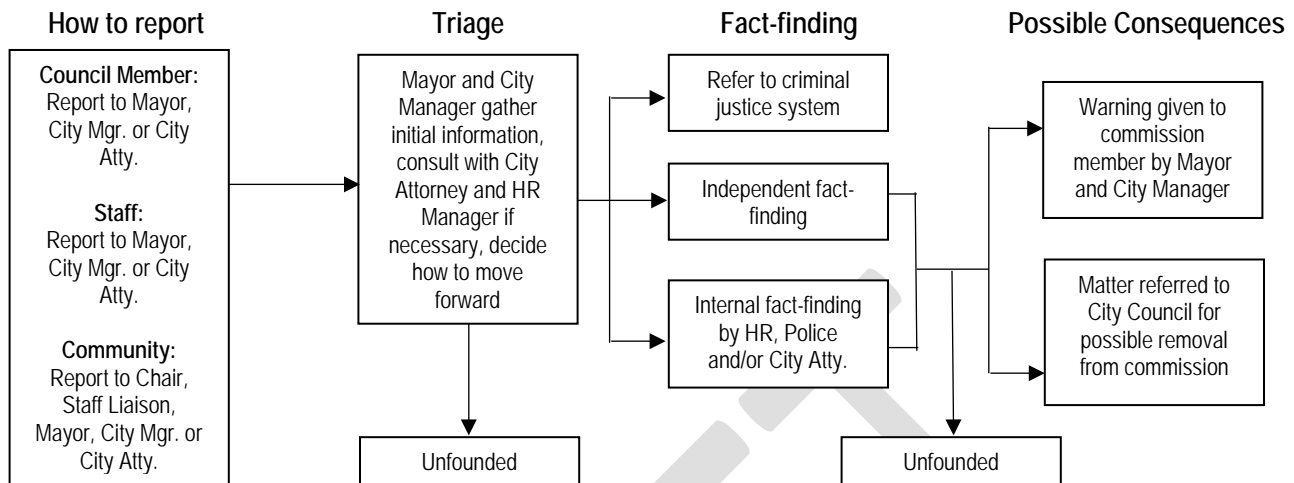 How to report
Council Member:
Report to Mayor,
City Mgr. or City
Atty.
Staff:
Report to Mayor,
City Mgr. or City
Atty.
Community:
Report to Chair,
Staff Liaison,
Mayor, City Mgr. or
City Atty.
Triage
Mayor and City
Manager gather
initial information,
consult with City
Attorney and HR
Manager if
necessary, decide
how to move
forward
Unfounded
Fact-finding
Refer to criminal
justice system
Independent fact-
finding
Internal fact-finding
by HR, Police
and/or City Atty.
Unfounded
Possible Consequences
Warning given to
commission
member by Mayor
and City Manager
Matter referred to
City Council for
possible removal
from commission